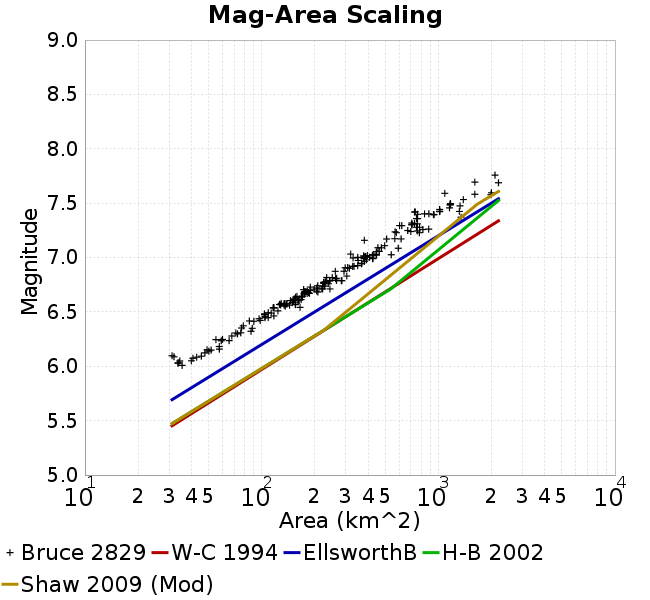 Mag-Area Scaling
9.0
8.5
8.0
7.5
7.0
6.5
6.0
5.5
5.0
Magnitude
10^1 2 3 4 5 10^2 2 3 4 5 10^3 2 3 4 5 10^4
Area (km^2)
+ Bruce 2829 W-C 1994 EllsworthB H-B 2002
Shaw 2009 (Mod)